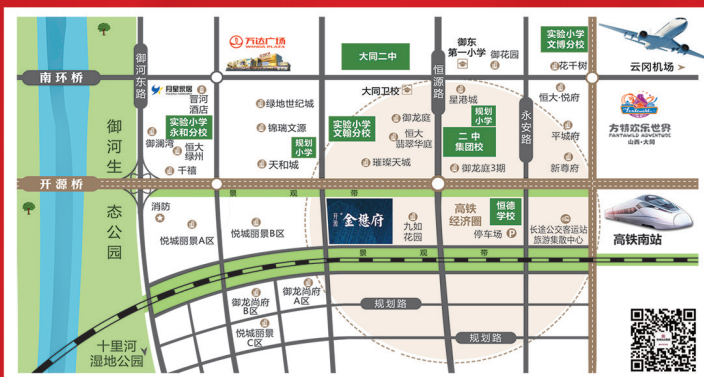 万达广场
WANDA PLAZA
大同二中
御东
第一小学
御花园
实验小学
文博分校
云冈机场
南环桥
御河东路
恒源路
花千树
月星家居
晋河
酒店
绿地世纪城
大同卫校
星港城
恒大·悦府
方特欢乐世界
FANTAWILD ADVENTURE
山西·大同
实验小学
永和分校
锦瑞文源
实验小学
文翰分校
御龙庭
规划
小学
永安路
御河生态公园
御澜湾
恒大
绿州
规划
小学
恒大
翡翠华庭
二中
集团校
平城府
千禧
天和城
璀璨天城
御龙庭3期
新尊府
开源桥
景观带
消防
悦城丽景A区
悦城丽景B区
开源
金懋府
九如
花园
高铁
经济圈
恒德
学校
停车场
P
长途公交客运站
旅游集散中心
高铁南站
景观带
御龙尚府
B区
御龙尚府
A区
规划路
悦城丽景
C区
规划路
十里河
湿地公园